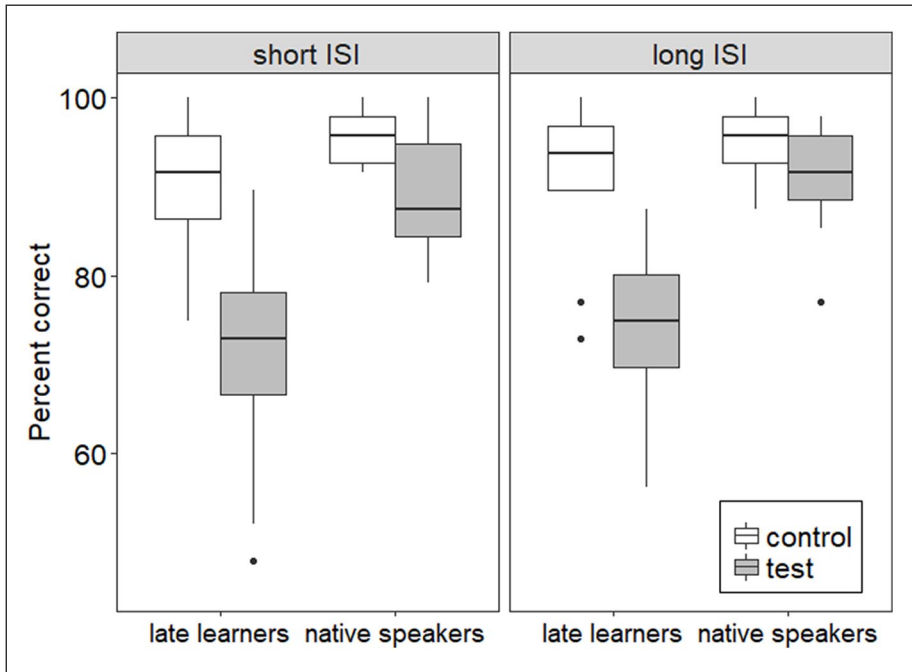 short ISI
long ISI
Percent correct
100
80
60
late learners
native speakers
late learners
native speakers
control
test